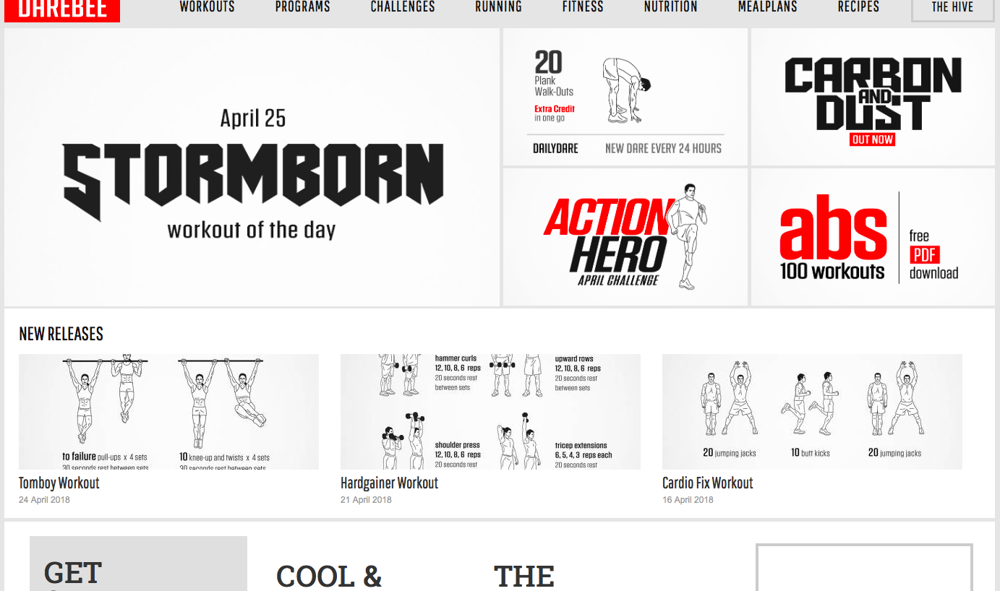 DAREBEE
WORKOUTS
PROGRAMS
CHALLENGES
RUNNING
FITNESS
NUTRITION
MEALPLANS
RECIPES
THE HIVE
April 25
STORMBORN
workout of the day
20
Plank
Walk-Outs
Extra Credit
in one go
DAILYDARE
NEW DARE EVERY 24 HOURS
CARBON
AND
DUST
OUT NOW
ACTION
HERO
APRIL CHALLENGE
abs
100 workouts
free
PDF
download
NEW RELEASES
to failure pull-ups x 4 sets
30 seconds rest between sets
10 knee-up and twists x 4 sets
30 seconds rest between sets
Tomboy Workout
24 April 2018
hammer curls
12, 10, 8, 6 reps
20 seconds rest
between sets
upward rows
12, 10, 8, 6 reps
20 seconds rest
between sets
shoulder press
12, 10, 8, 6 reps
20 seconds rest
tricep extensions
6, 5, 4, 3 reps each
20 seconds rest
Hardgainer Workout
21 April 2018
20 jumping jacks
10 butt kicks
20 jumping jacks
Cardio Fix Workout
16 April 2018
GET
COOL &
THE